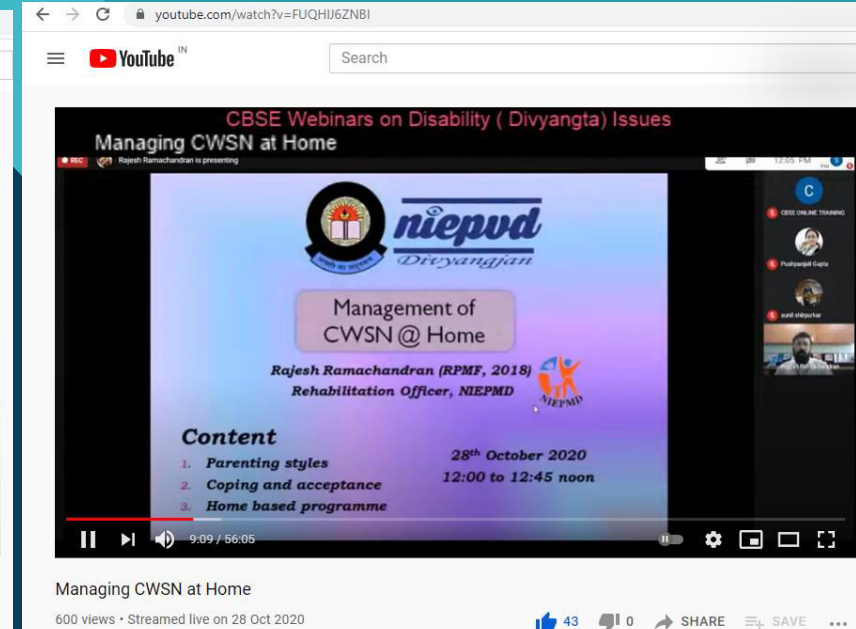 youtube.com/watch?v=FUQHIJ6ZNBI
YouTube IN
Search
CBSE Webinars on Disability ( Divyangta) Issues
Managing CWSN at Home
REC
Rajesh Ramachandran is presenting
12:05 PM
You
C
CBSE ONLINE TRAINING
Pushpanjali Gupta
sunil shirpurkar
niepvd
Divyangjan
Management of
CWSN @ Home
Rajesh Ramachandran (RPMF, 2018)
Rehabilitation Officer, NIEPMD
NIEPMD
Content
28th October 2020
12:00 to 12:45 noon
1. Parenting styles
2. Coping and acceptance
3. Home based programme
9:09 / 56:05
Managing CWSN at Home
600 views • Streamed live on 28 Oct 2020
43
0
SHARE
SAVE